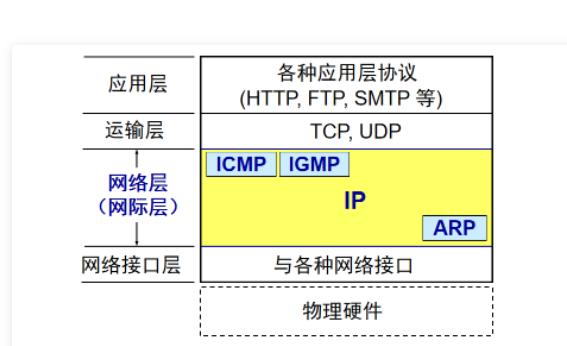 应用层
各种应用层协议
(HTTP, FTP, SMTP 等)
运输层
TCP, UDP
网络层
（网际层）
ICMP
IGMP
IP
ARP
网络接口层
与各种网络接口
物理硬件